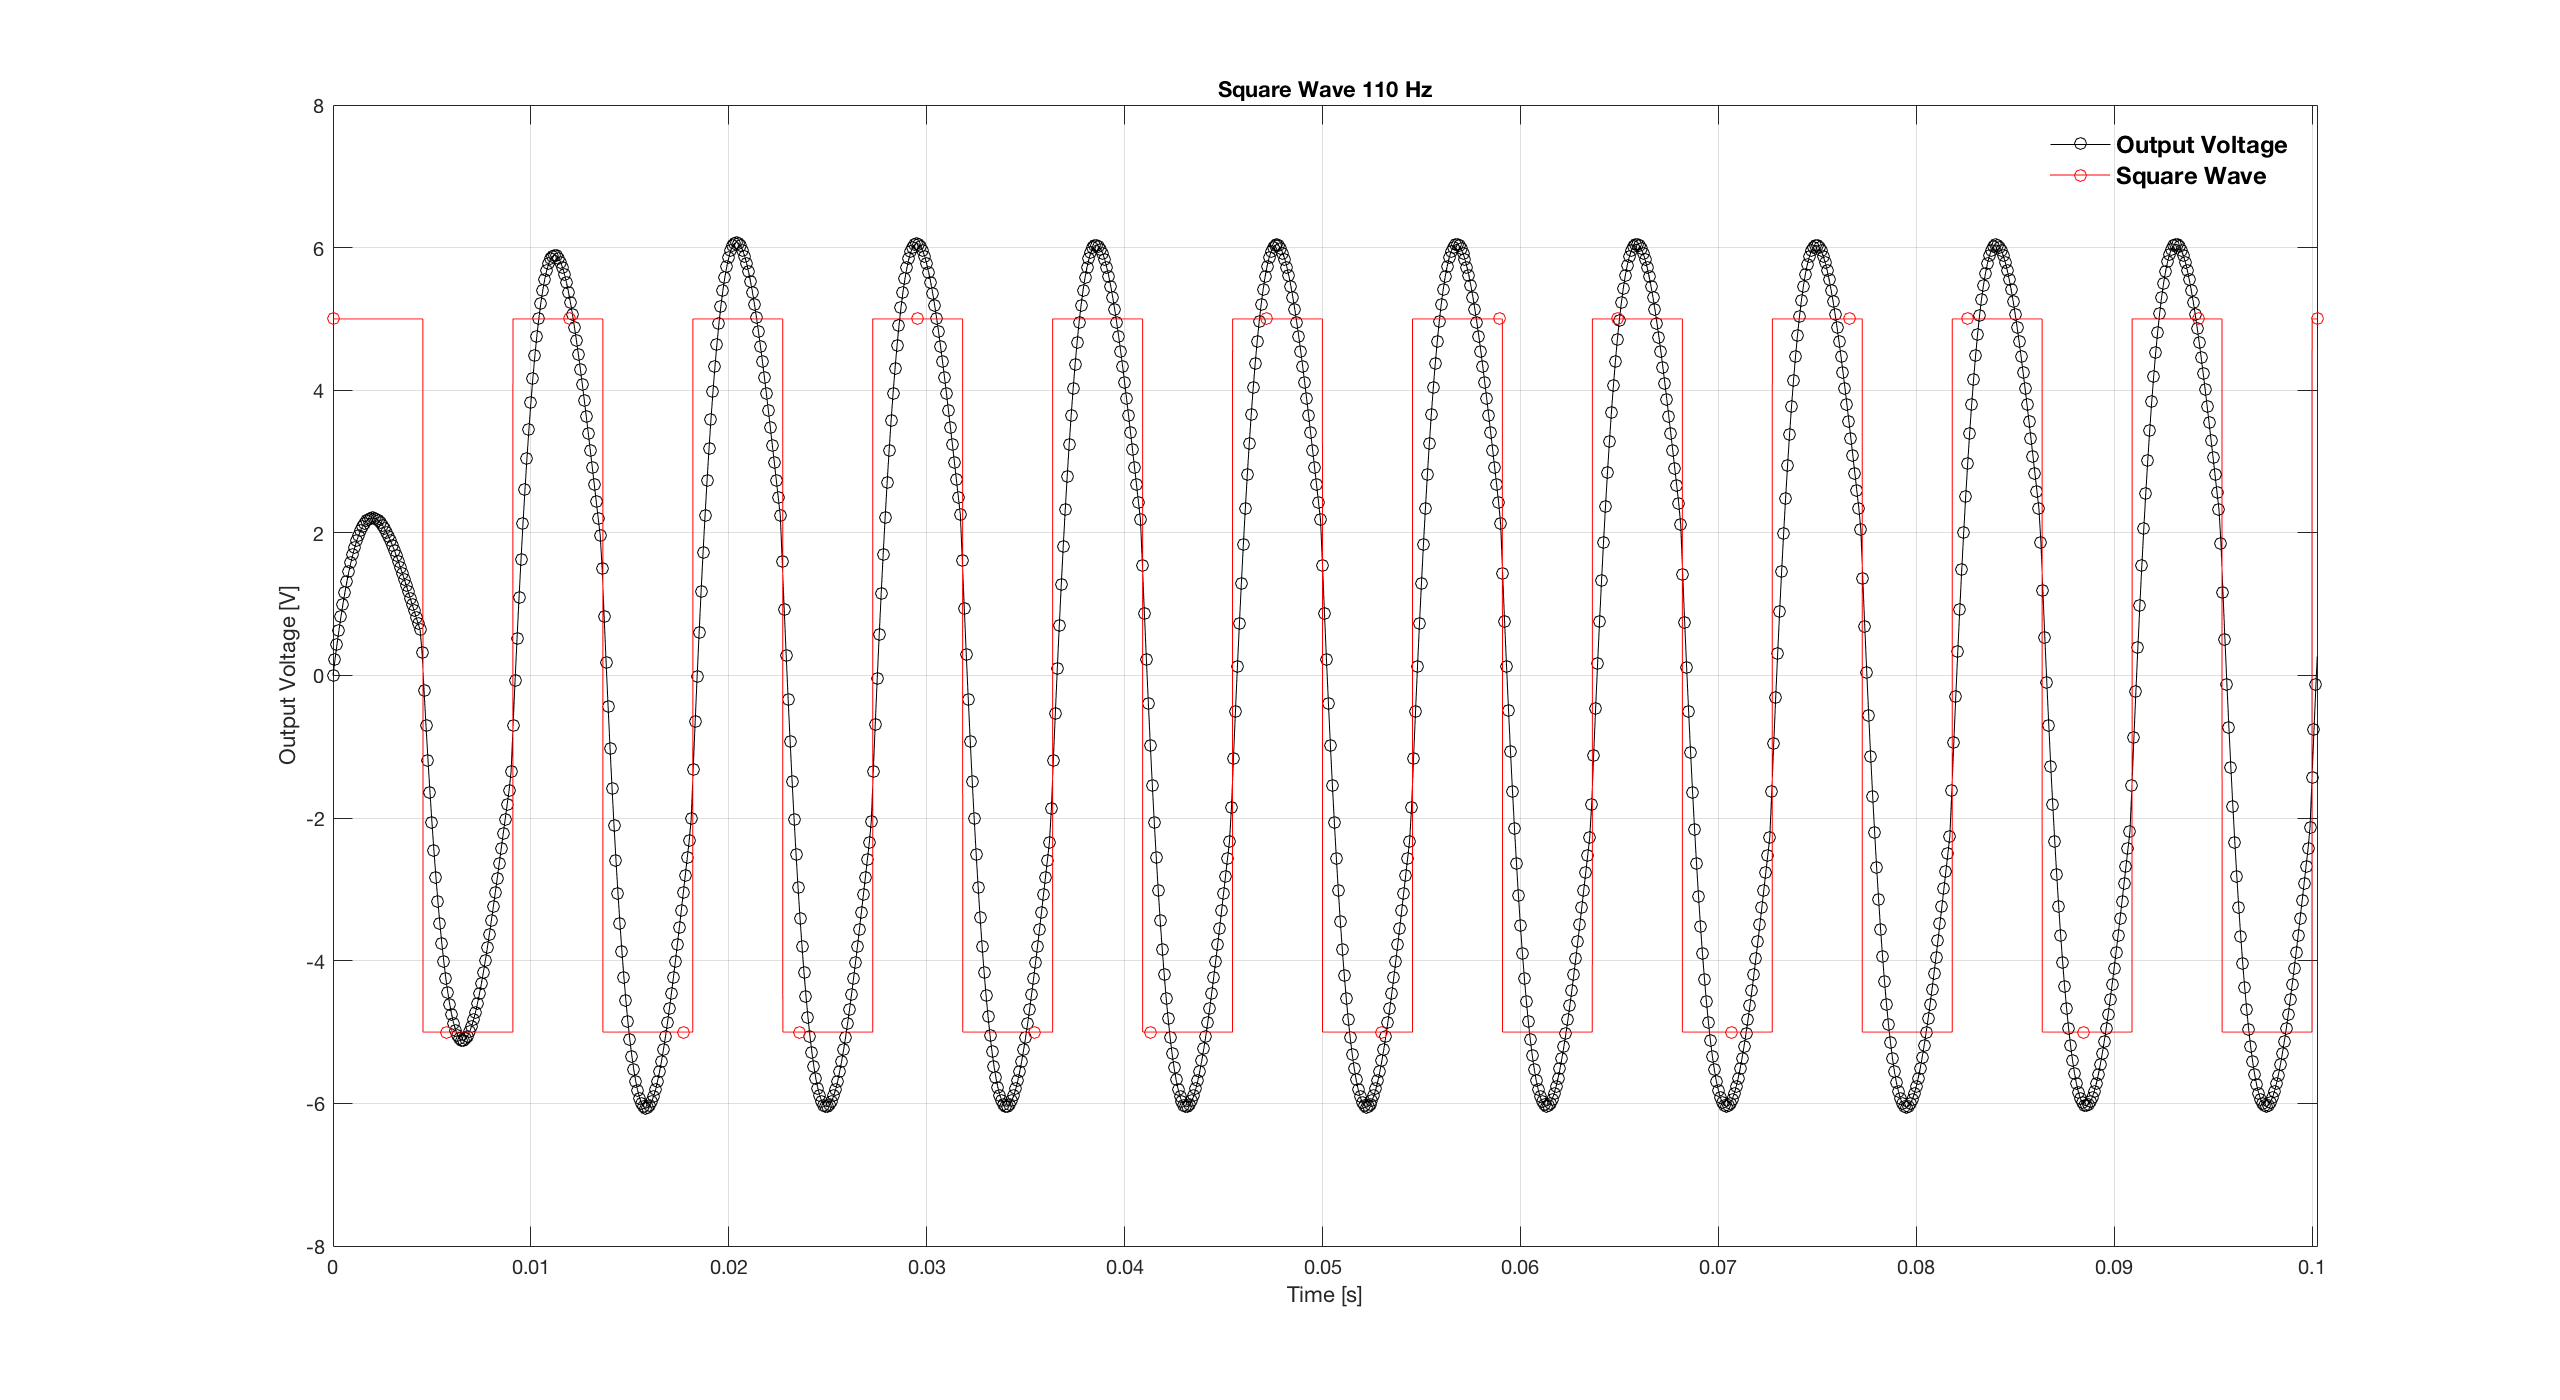 Square Wave 110 Hz
8
Output Voltage
Square Wave
6
4
2
0
-2
-4
-6
-8
Output Voltage [V]
0 0.01 0.02 0.03 0.04 0.05 0.06 0.07 0.08 0.09 0.1
Time [s]